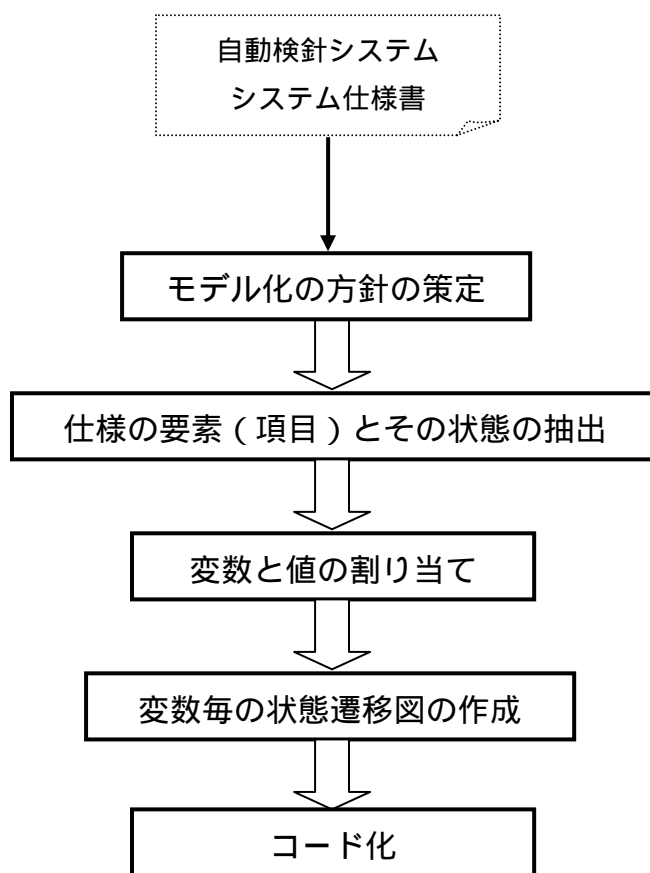 自動検針システム
システム仕様書
モデル化の方針の策定
仕様の要素(項目)とその状態の抽出
変数と値の割り当て
変数毎の状態遷移図の作成
コード化